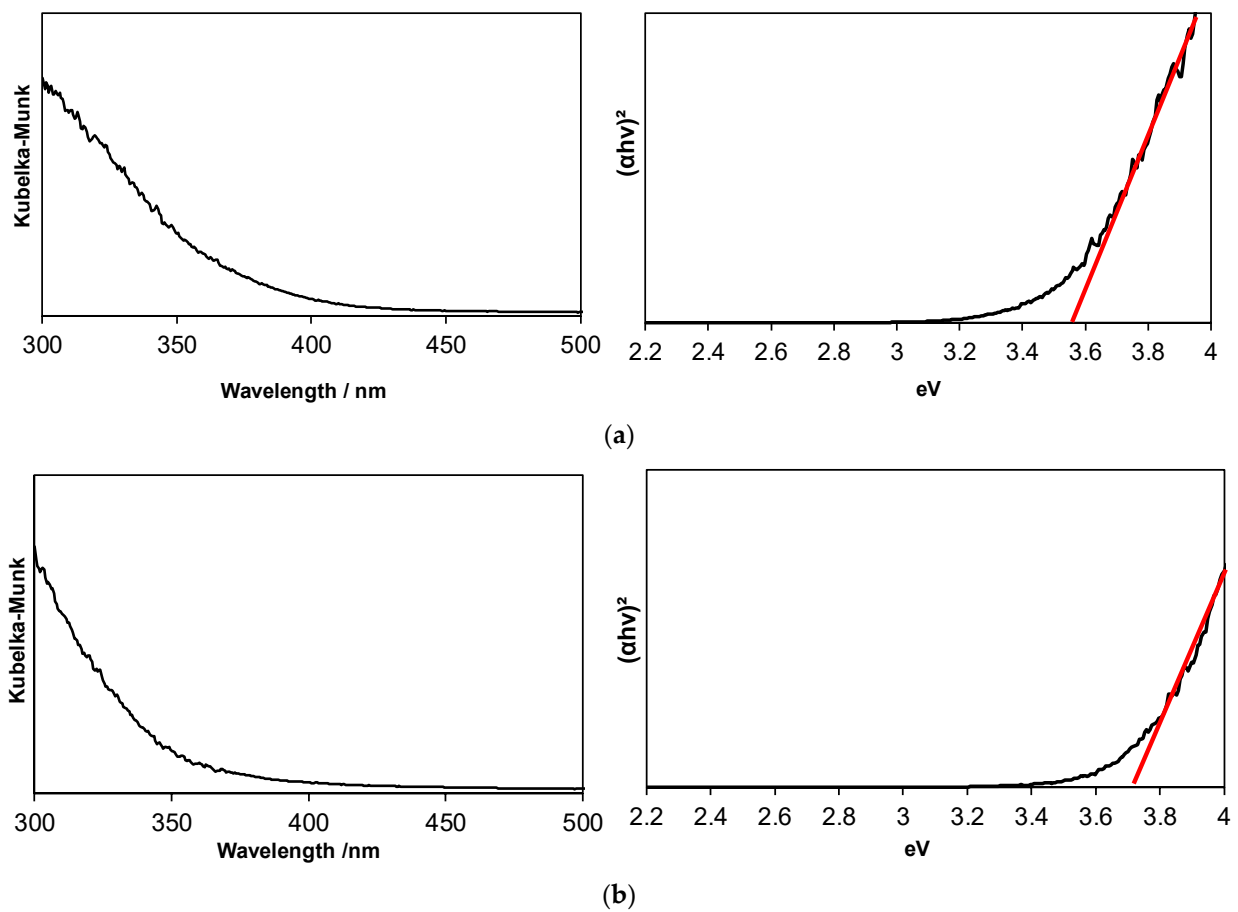 Kubelka-Munk
300 350 400 450 500
Wavelength / nm
(αhν)²
2.2 2.4 2.6 2.8 3 3.2 3.4 3.6 3.8 4
eV
(a)
Kubelka-Munk
300 350 400 450 500
Wavelength /nm
(αhν)²
2.2 2.4 2.6 2.8 3 3.2 3.4 3.6 3.8 4
eV
(b)